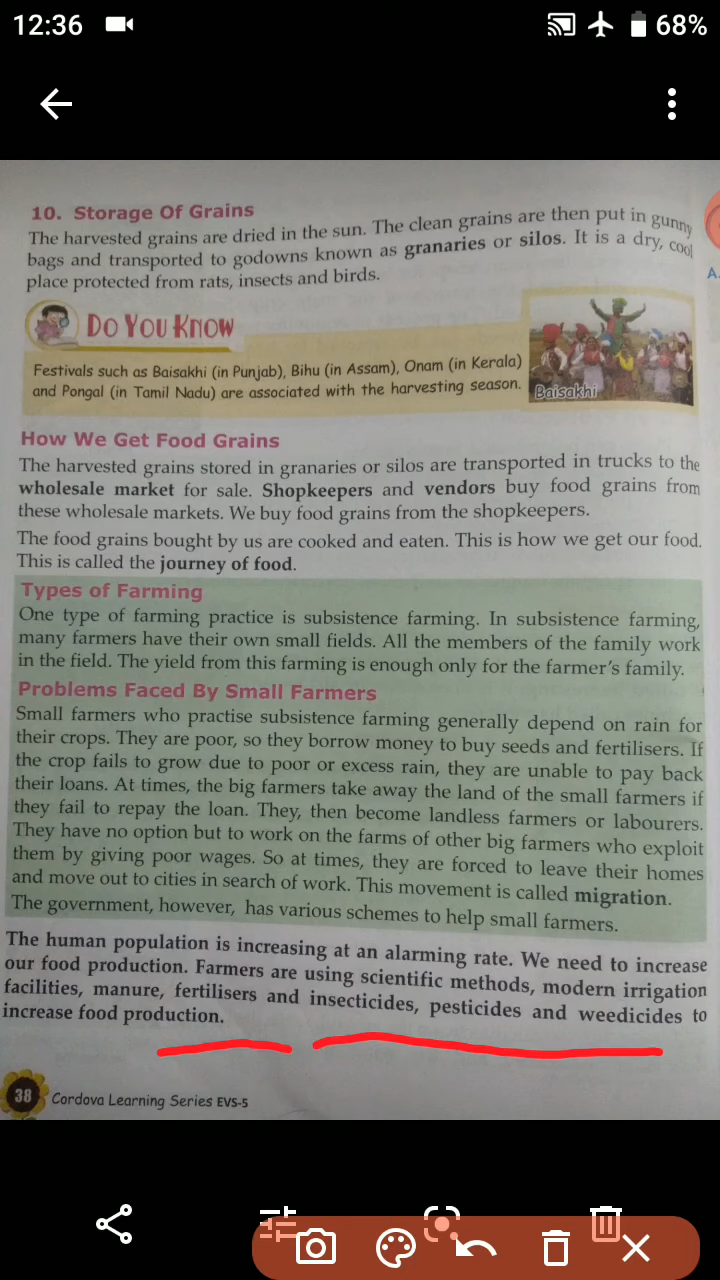 12:36
68%
10. Storage Of Grains
The harvested grains are dried in the sun. The clean grains are then put in gunny
bags and transported to godowns known as granaries or silos. It is a dry, cool
place protected from rats, insects and birds.
A.
DO YOU KNOW
Festivals such as Baisakhi (in Punjab), Bihu (in Assam), Onam (in Kerala)
and Pongal (in Tamil Nadu) are associated with the harvesting season.
Baisakhi
How We Get Food Grains
The harvested grains stored in granaries or silos are transported in trucks to the
wholesale market for sale. Shopkeepers and vendors buy food grains from
these wholesale markets. We buy food grains from the shopkeepers.
The food grains bought by us are cooked and eaten. This is how we get our food.
This is called the journey of food.
Types of Farming
One type of farming practice is subsistence farming. In subsistence farming,
many farmers have their own small fields. All the members of the family work
in the field. The yield from this farming is enough only for the farmer's family.
Problems Faced By Small Farmers
Small farmers who practise subsistence farming generally depend on rain for
their crops. They are poor, so they borrow money to buy seeds and fertilisers. If
the crop fails to grow due to poor or excess rain, they are unable to pay back
their loans. At times, the big farmers take away the land of the small farmers if
they fail to repay the loan. They, then become landless farmers or labourers.
They have no option but to work on the farms of other big farmers who exploit
them by giving poor wages. So at times, they are forced to leave their homes
and move out to cities in search of work. This movement is called migration.
The government, however, has various schemes to help small farmers.
The human population is increasing at an alarming rate. We need to increase
our food production. Farmers are using scientific methods, modern irrigation
facilities, manure, fertilisers and insecticides, pesticides and weedicides to
increase food production.
38 Cordova Learning Series EVS-5